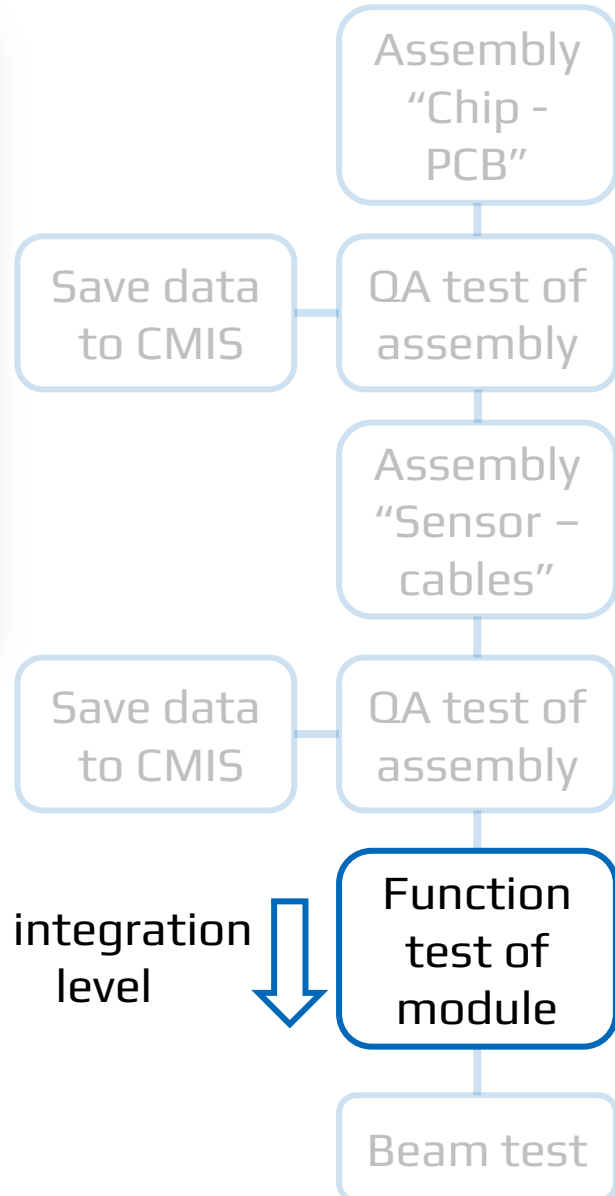 Assembly
“Chip -
PCB”
Save data
to CMIS
QA test of
assembly
Assembly
“Sensor –
cables”
Save data
to CMIS
QA test of
assembly
integration
level
Function
test of
module
Beam test